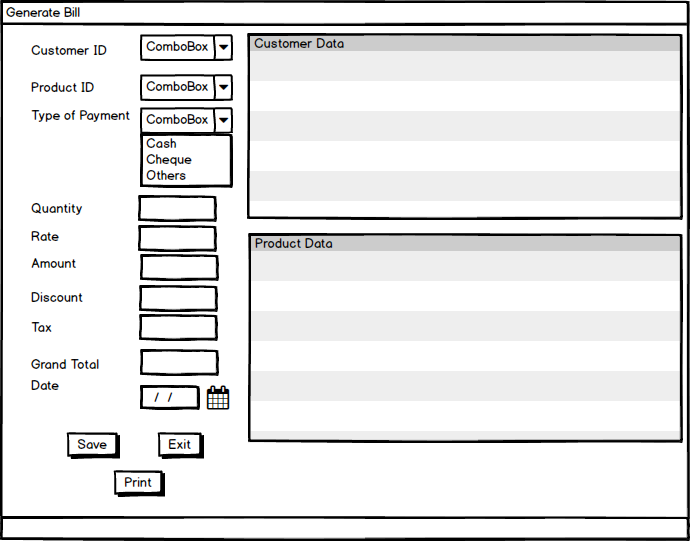 Generate Bill
Customer ID ComboBox
Product ID ComboBox
Type of Payment ComboBox
Cash
Cheque
Others
Quantity
Rate
Amount
Discount
Tax
Grand Total
Date
/ /
Save Exit
Print
Customer Data
Product Data